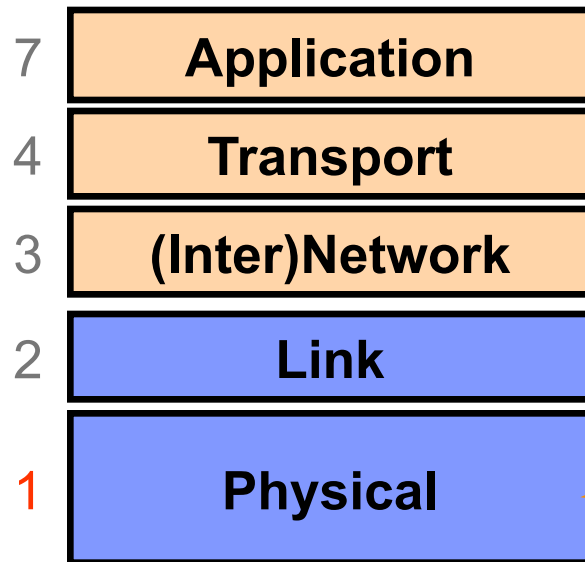 7 Application
4 Transport
3 (Inter)Network
2 Link
1 Physical